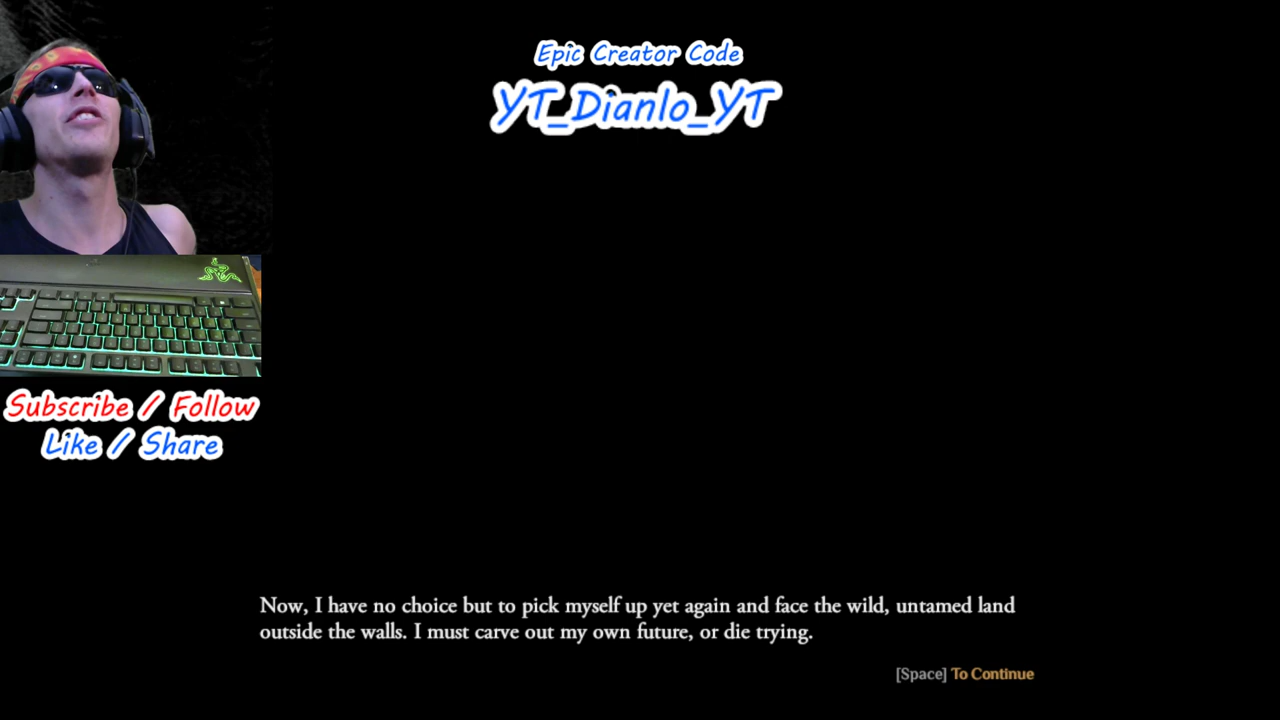 Epic Creator Code
YT_Dianlo_YT
Subscribe / Follow
Like / Share
Now, I have no choice but to pick myself up yet again and face the wild, untamed land
outside the walls. I must carve out my own future, or die trying.
[Space] To Continue